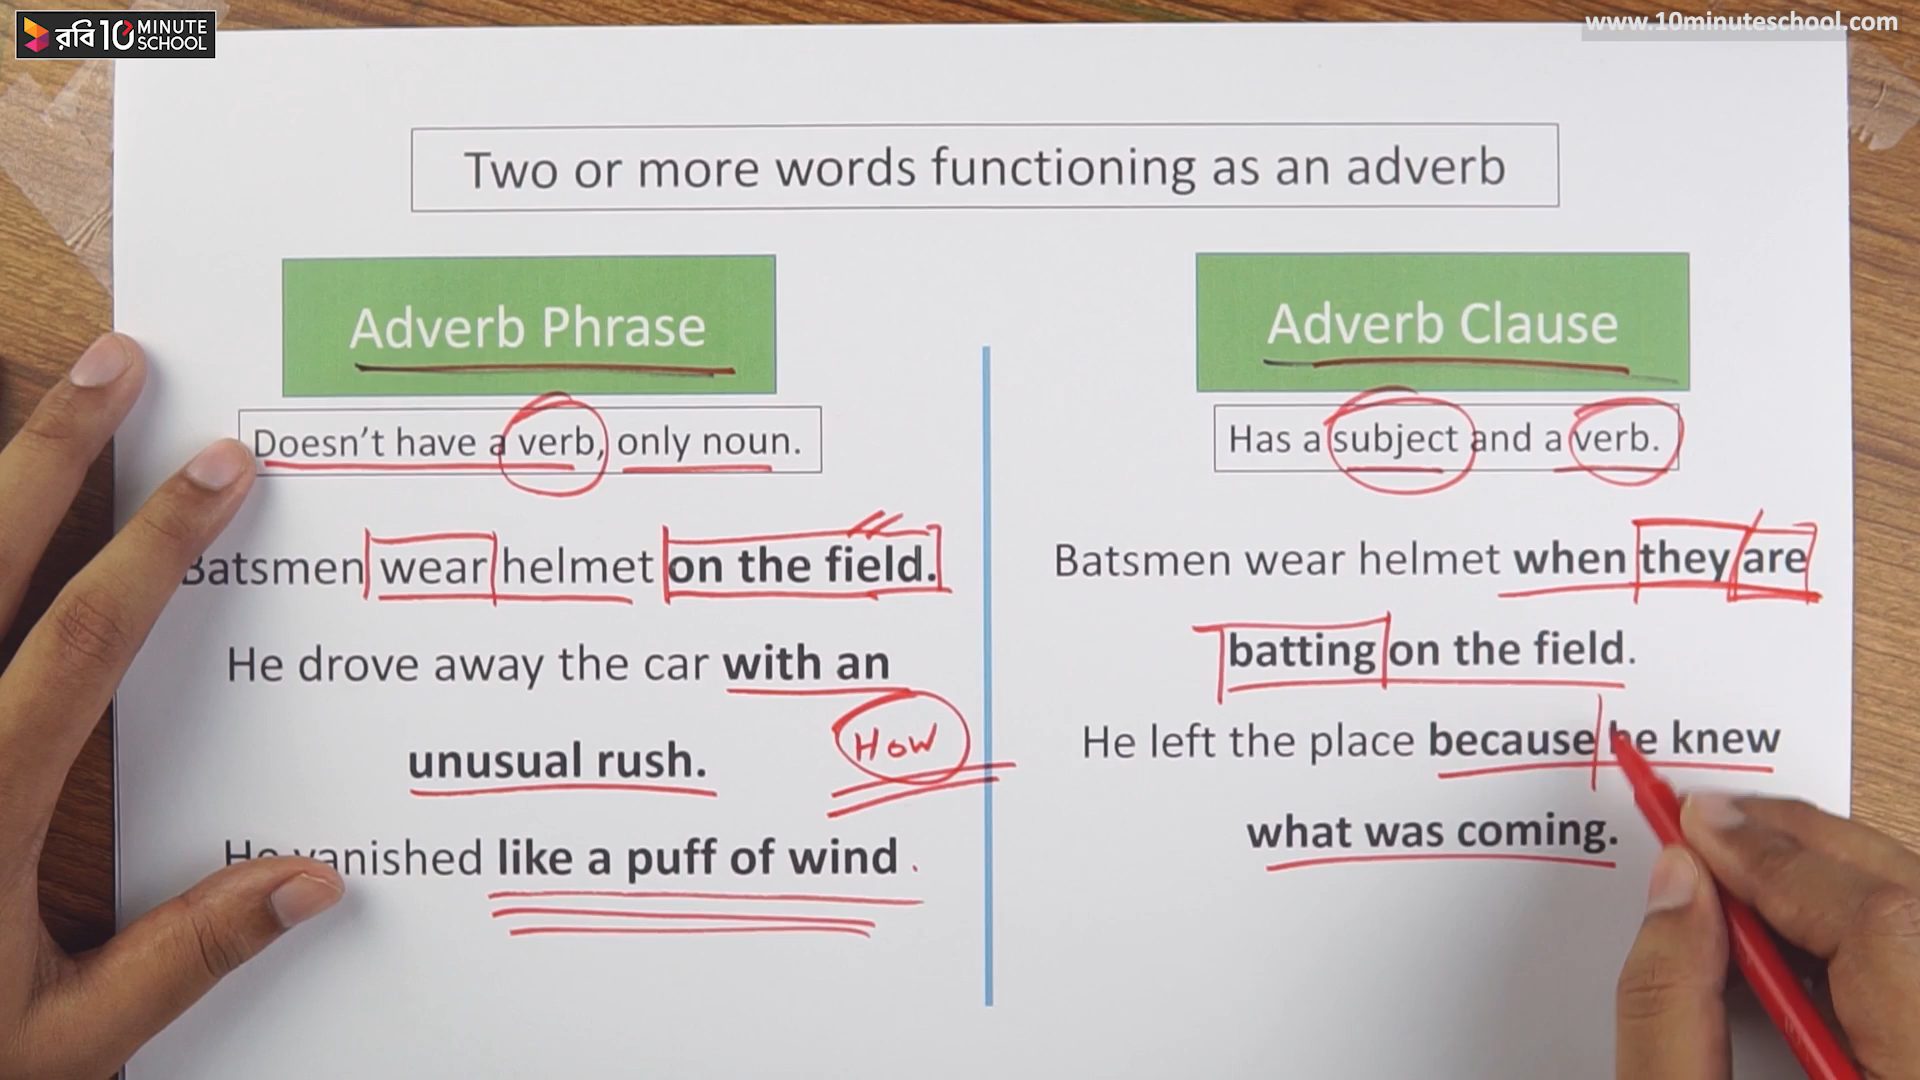 রবি 10 MINUTE SCHOOL
www.10minuteschool.com
Two or more words functioning as an adverb
Adverb Phrase
Doesn't have a verb, only noun.
Batsmen wear helmet on the field.
He drove away the car with an
unusual rush.
How
He vanished like a puff of wind .
Adverb Clause
Has a subject and a verb.
Batsmen wear helmet when they are
batting on the field.
He left the place because he knew
what was coming.